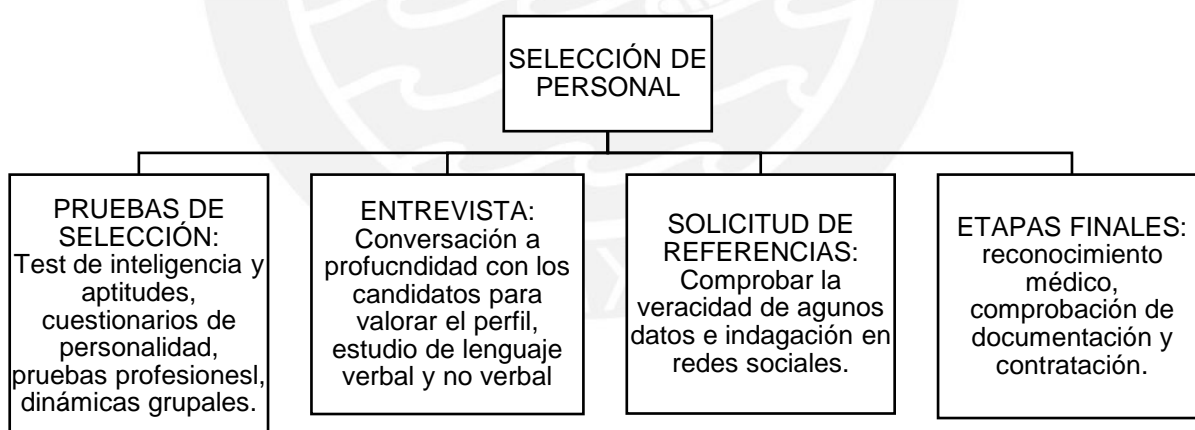 SELECCIÓN DE
PERSONAL
PRUEBAS DE
SELECCIÓN:
Test de inteligencia y
aptitudes,
cuestionarios de
personalidad,
pruebas profesionesl,
dinámicas grupales.
ENTREVISTA:
Conversación a
profucndidad con los
candidatos para
valorar el perfil,
estudio de lenguaje
verbal y no verbal
SOLICITUD DE
REFERENCIAS:
Comprobar la
veracidad de agunos
datos e indagación en
redes sociales.
ETAPAS FINALES:
reconocimiento
médico,
comprobación de
documentación y
contratación.